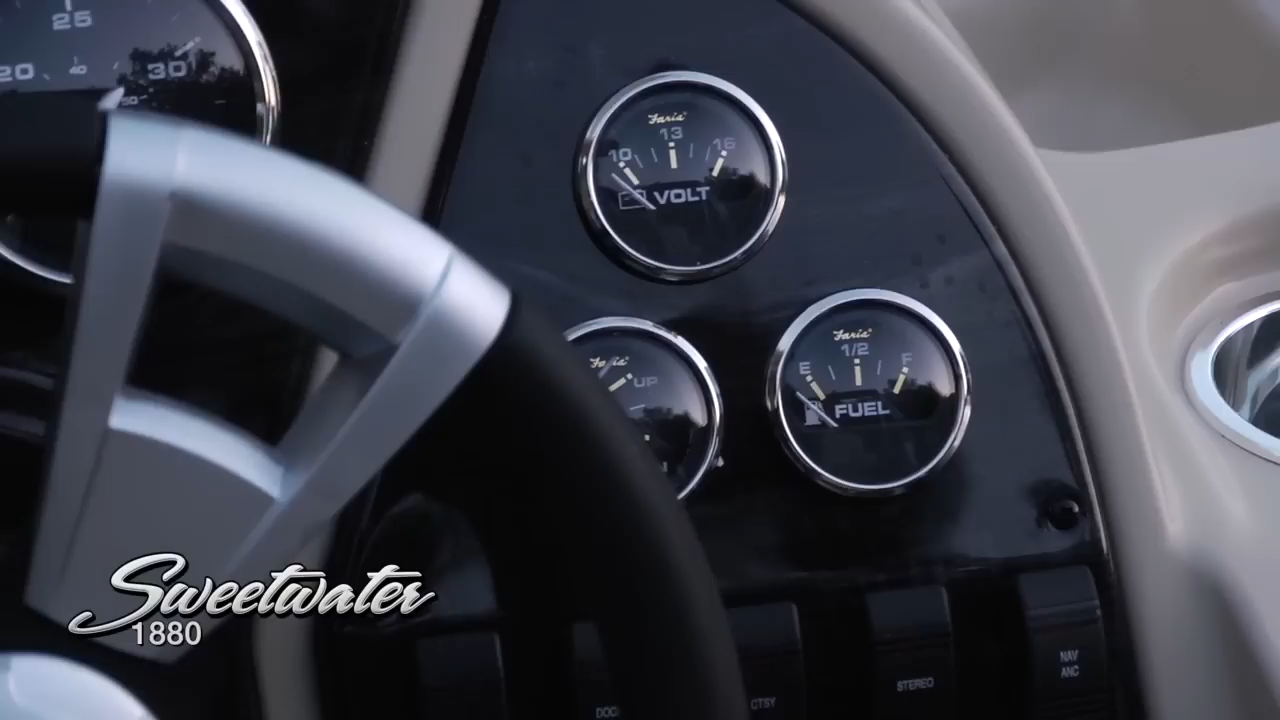 25
20
40
30
50
Faria
13
10
16
VOLT
Faria
UP
Faria
1/2
E
F
FUEL
Sweetwater
1880
CTSY
STEREO
NAV
ANC